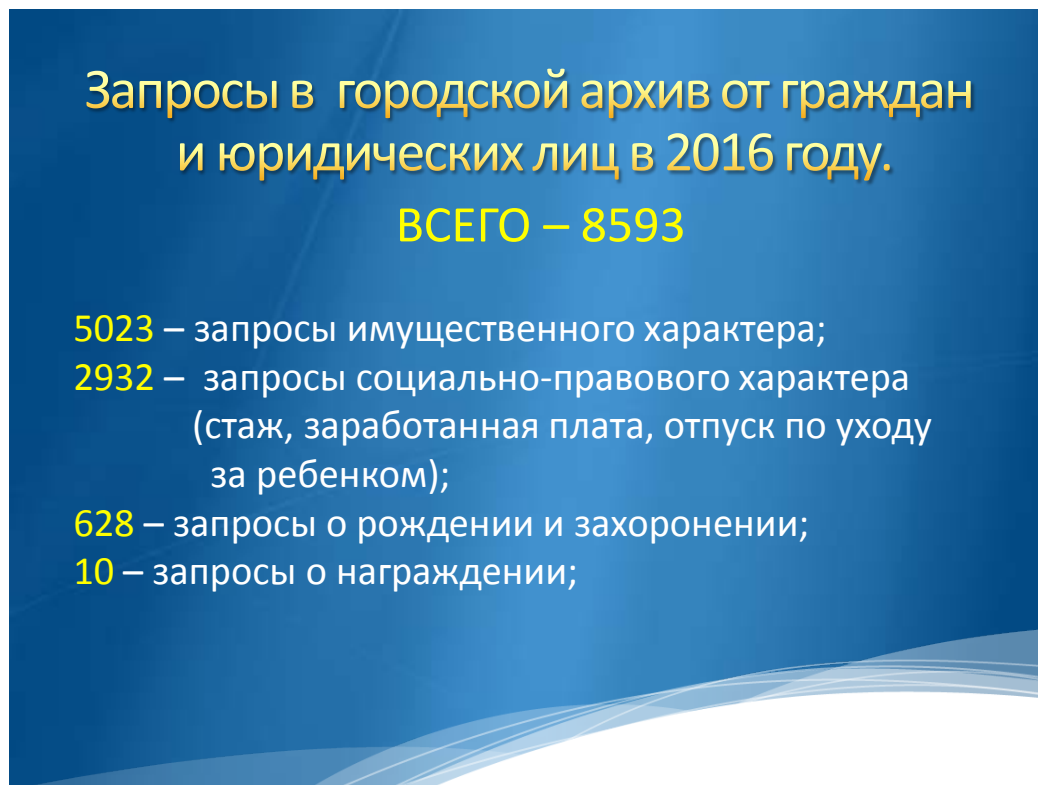 Запросы в городской архив от граждан
и юридических лиц в 2016 году.
ВСЕГО – 8593
5023 – запросы имущественного характера;
2932 – запросы социально-правового характера
(стаж, заработанная плата, отпуск по уходу
за ребенком);
628 – запросы о рождении и захоронении;
10 – запросы о награждении;